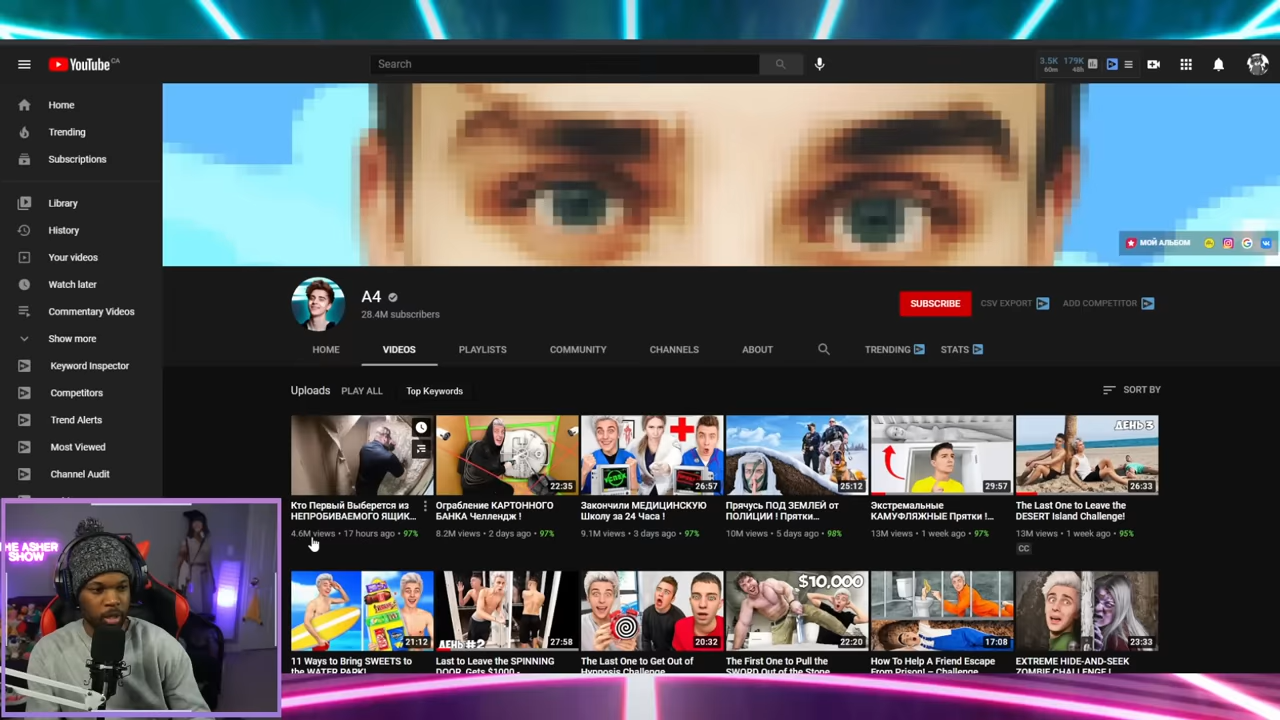 YouTube CA
Search
3.5K 179K
60m 48h
Home
Trending
Subscriptions
Library
History
Your videos
Watch later
Commentary Videos
Show more
Keyword Inspector
Competitors
Trend Alerts
Most Viewed
Channel Audit
МОЙ АЛЬБОМ
A4
28.4M subscribers
SUBSCRIBE
CSV EXPORT
ADD COMPETITOR
HOME
VIDEOS
PLAYLISTS
COMMUNITY
CHANNELS
ABOUT
TRENDING
STATS
Uploads
PLAY ALL
Top Keywords
SORT BY
22:35
26:57
25:12
29:57
ДЕНЬ 3
26:33
Кто Первый Выберется из
НЕПРОБИВАЕМОГО ЯЩИК...
4.6M views • 17 hours ago • 97%
Ограбление КАРТОННОГО
БАНКА Челлендж !
8.2M views • 2 days ago • 97%
Закончили МЕДИЦИНСКУЮ
Школу за 24 Часа !
9.1M views • 3 days ago • 97%
Прячусь ПОД ЗЕМЛЕЙ от
ПОЛИЦИИ ! Прятки...
10M views • 5 days ago • 98%
Экстремальные
КАМУФЛЯЖНЫЕ Прятки !...
13M views • 1 week ago • 97%
The Last One to Leave the
DESERT Island Challenge!
13M views • 1 week ago • 95%
CC
21:12
ДЕНЬ #2
27:58
20:32
$10,000
22:20
17:08
23:33
11 Ways to Bring SWEETS to
the WATER PARK!
Last to Leave the SPINNING
DOOR, Gets $1000 -
The Last One to Get Out of
Hypnosis Challenge
The First One to Pull the
SWORD Out of the Stone
How To Help A Friend Escape
From Prison! – Challenge
EXTREME HIDE-AND-SEEK
ZOMBIE CHALLENGE !
THE ASHER
SHOW